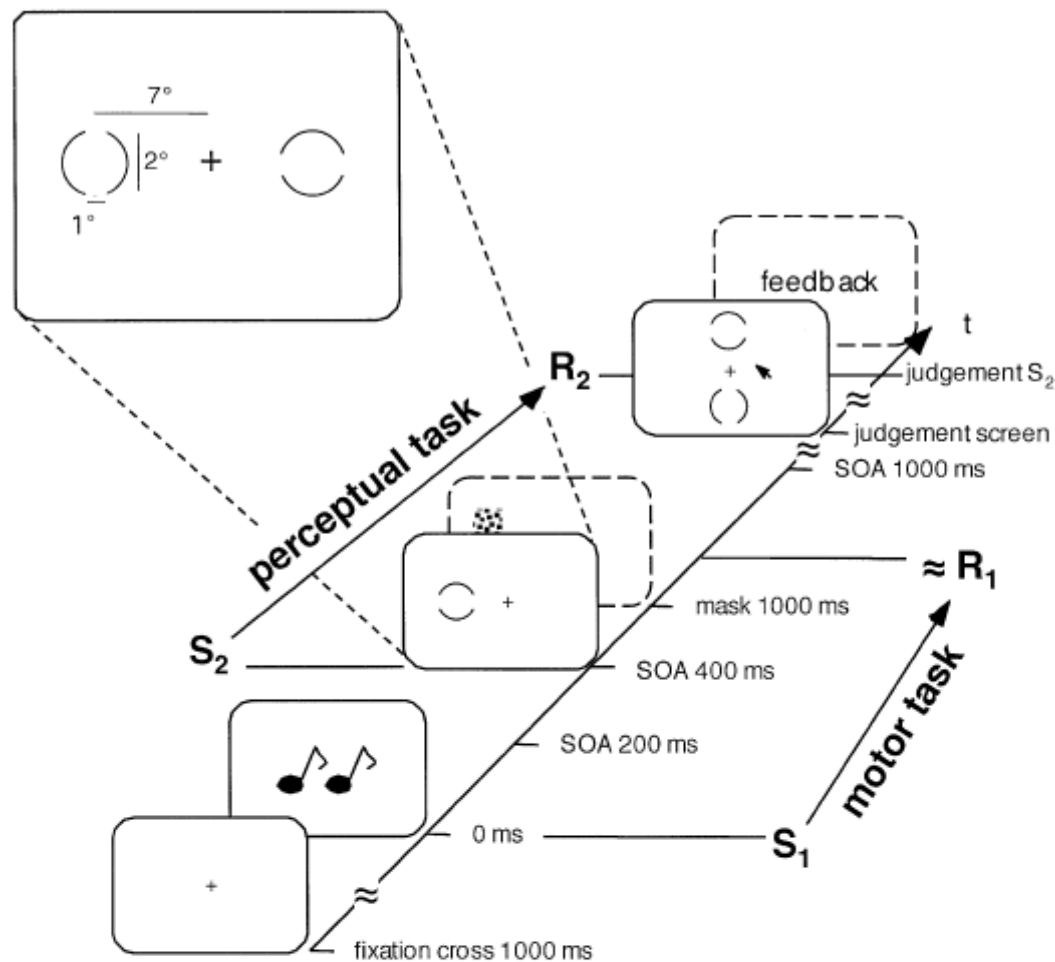 7°
2°
+
1°
feedback
t
+
R₂
judgement S₂
judgement screen
SOA 1000 ms
perceptual task
≈ R₁
mask 1000 ms
+
S₂
SOA 400 ms
SOA 200 ms
motor task
0 ms
S₁
+
fixation cross 1000 ms